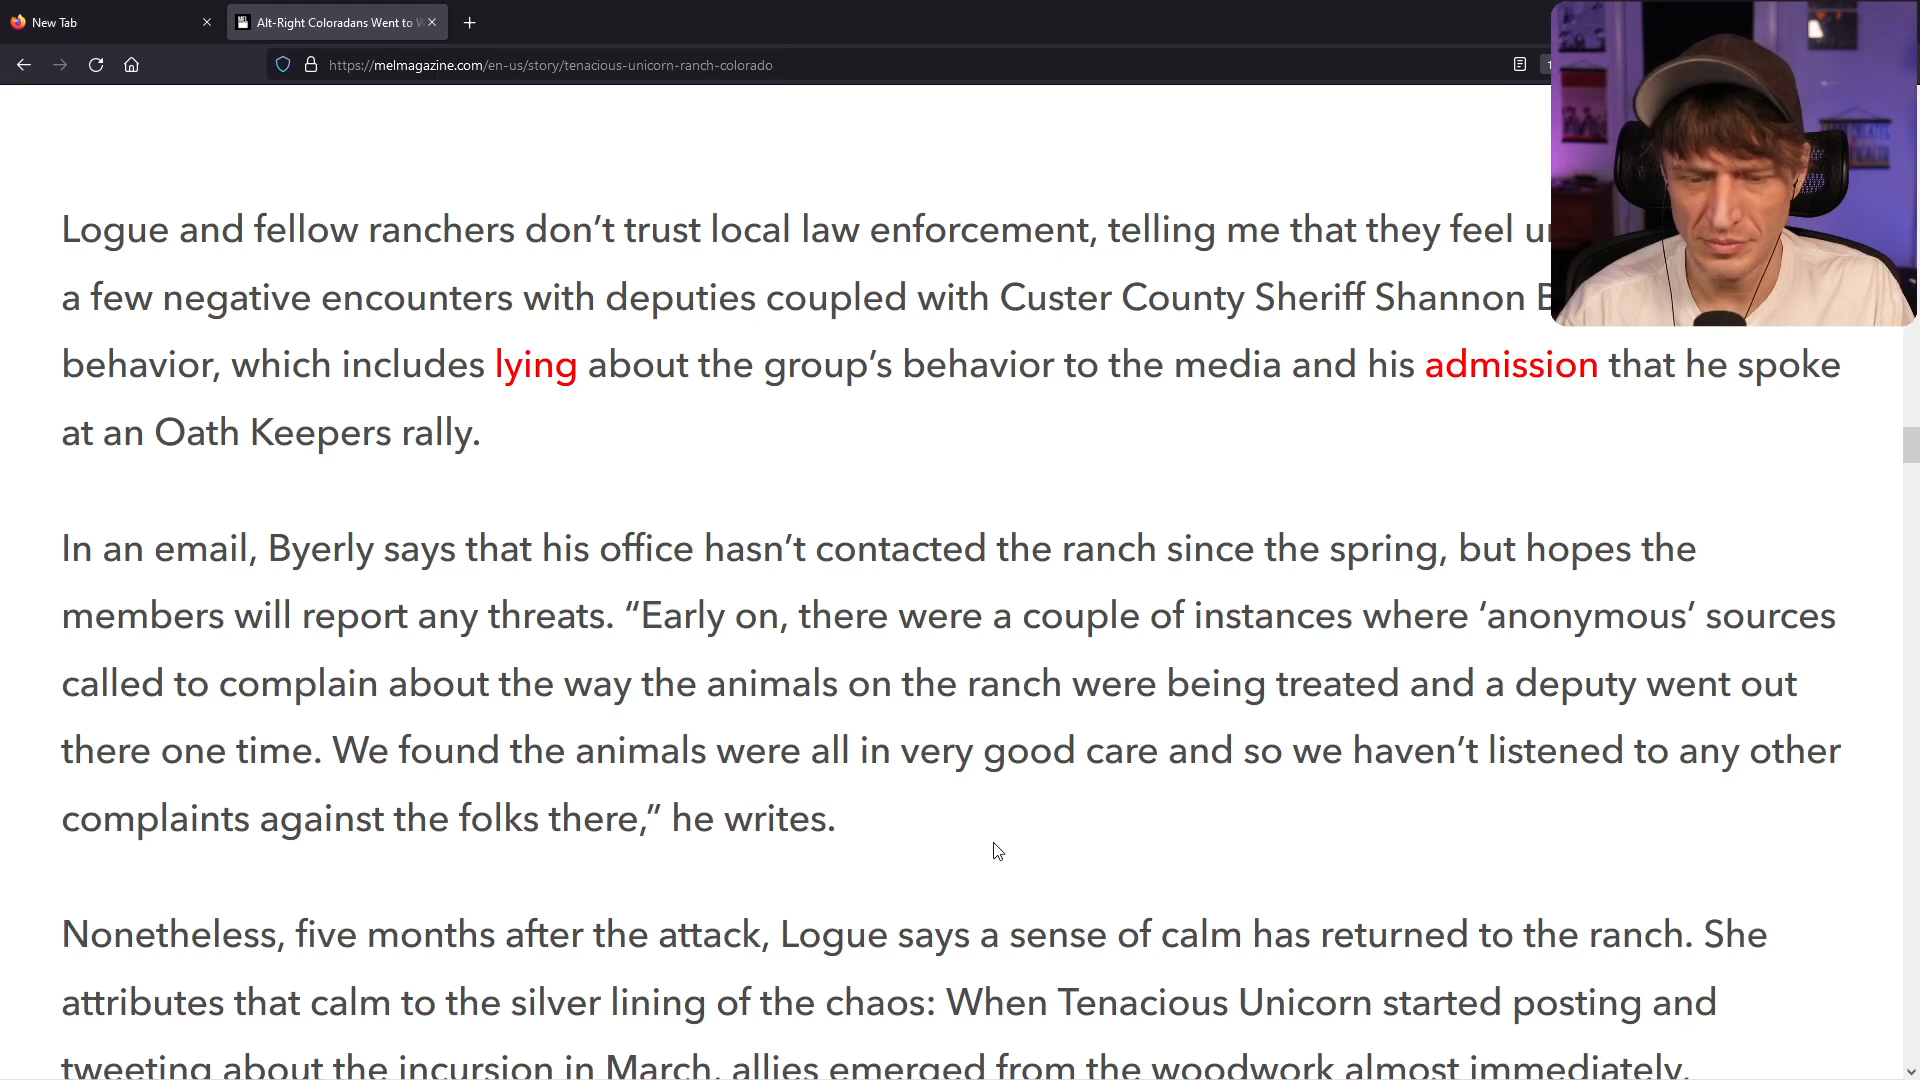 New Tab
Alt-Right Coloradans Went to
https://melmagazine.com/en-us/story/tenacious-unicorn-ranch-colorado
Logue and fellow ranchers don’t trust local law enforcement, telling me that they feel
a few negative encounters with deputies coupled with Custer County Sheriff Shannon
behavior, which includes lying about the group’s behavior to the media and his admission that he spoke
at an Oath Keepers rally.
In an email, Byerly says that his office hasn’t contacted the ranch since the spring, but hopes the
members will report any threats. “Early on, there were a couple of instances where ‘anonymous’ sources
called to complain about the way the animals on the ranch were being treated and a deputy went out
there one time. We found the animals were all in very good care and so we haven’t listened to any other
complaints against the folks there,” he writes.
Nonetheless, five months after the attack, Logue says a sense of calm has returned to the ranch. She
attributes that calm to the silver lining of the chaos: When Tenacious Unicorn started posting and
tweeting about the incursion in March, allies emerged from the woodwork almost immediately.